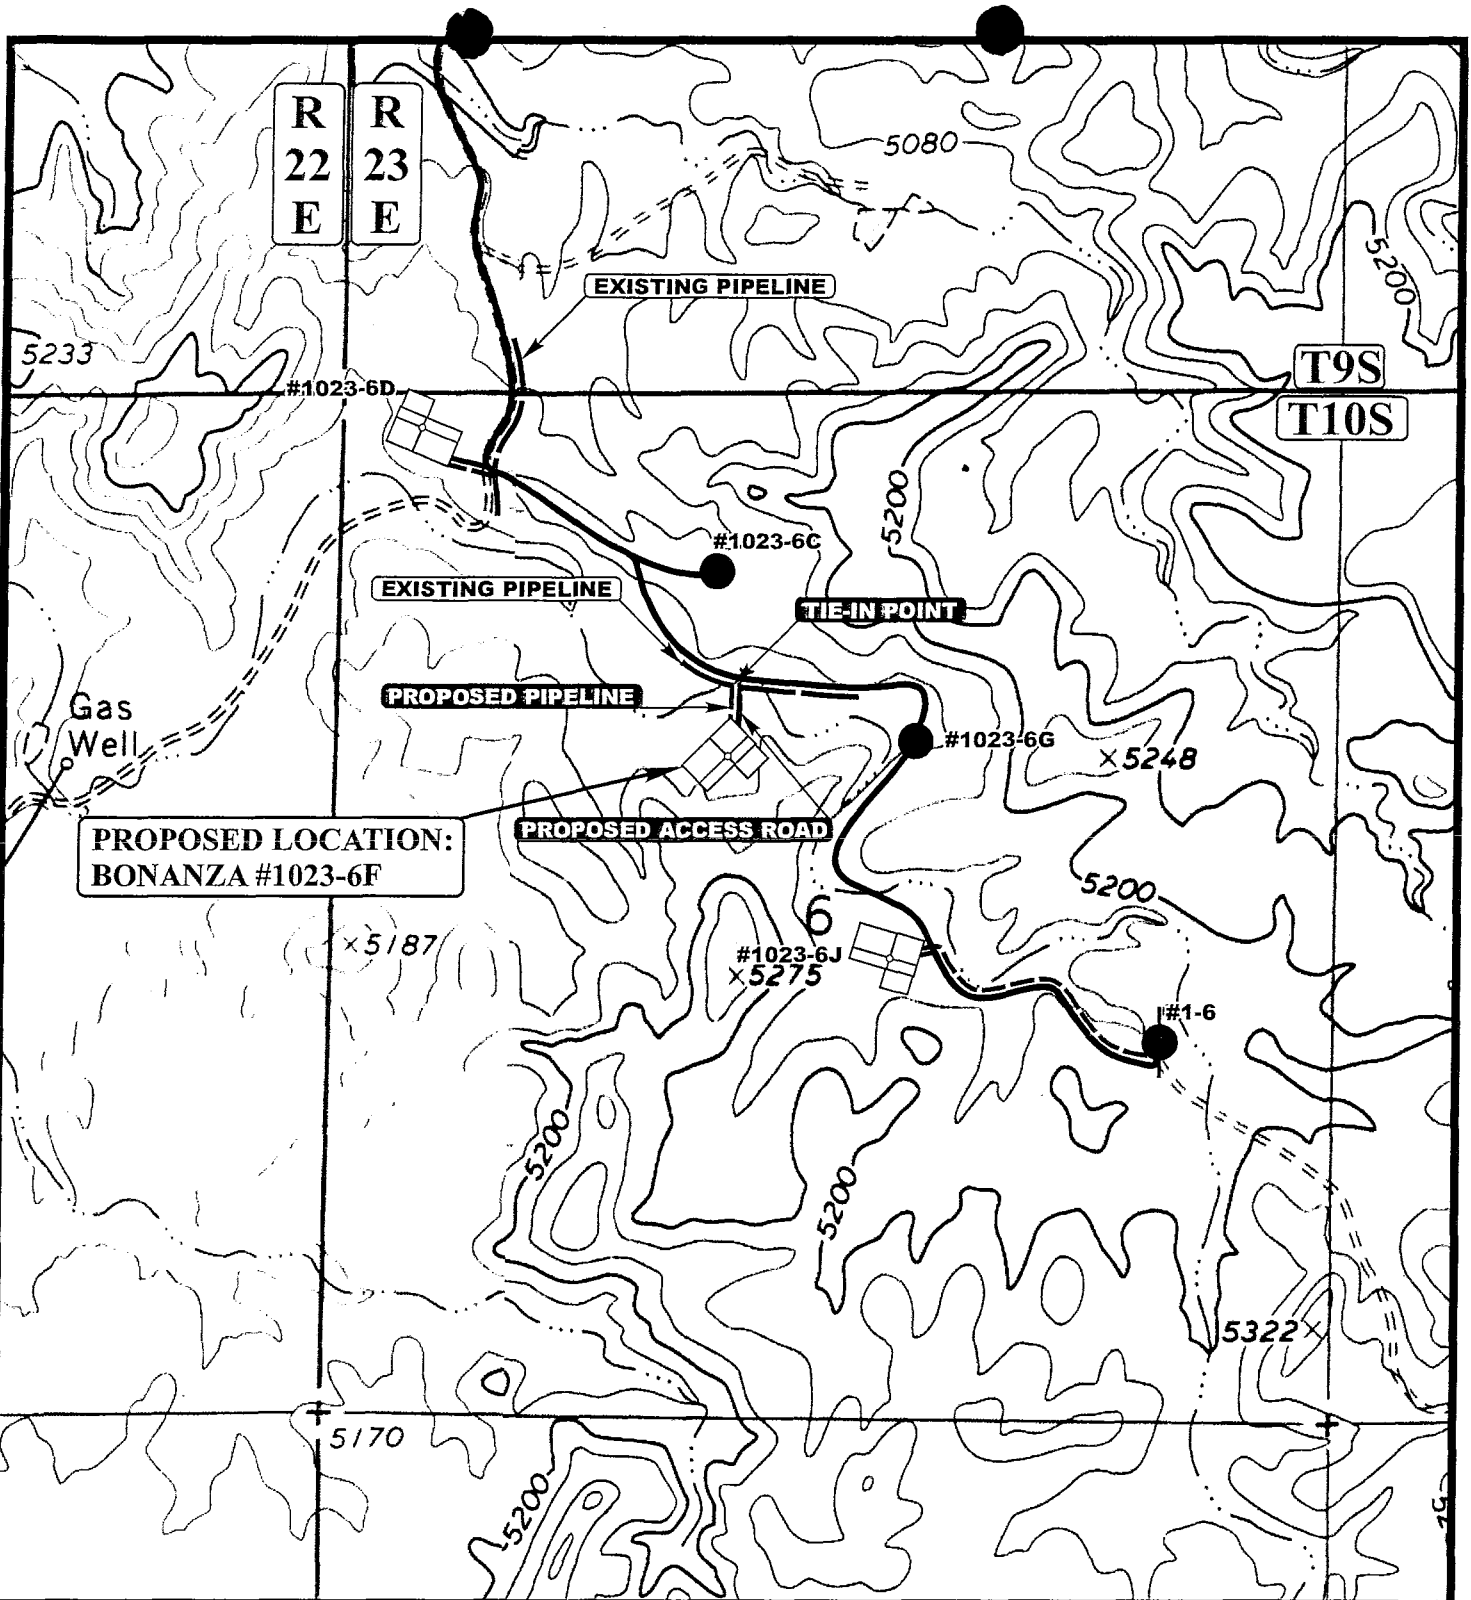 R
22
E
R
23
E
5080
5200
EXISTING PIPELINE
5233
T9S
#1023-6D
T10S
5200
#1023-6C
EXISTING PIPELINE
TIE-IN POINT
PROPOSED PIPELINE
Gas
Well
#1023-6G
5248
PROPOSED LOCATION:
BONANZA #1023-6F
PROPOSED ACCESS ROAD
5200
6
5187
#1023-6J
5275
#1-6
5200
5200
5322
5170
5200